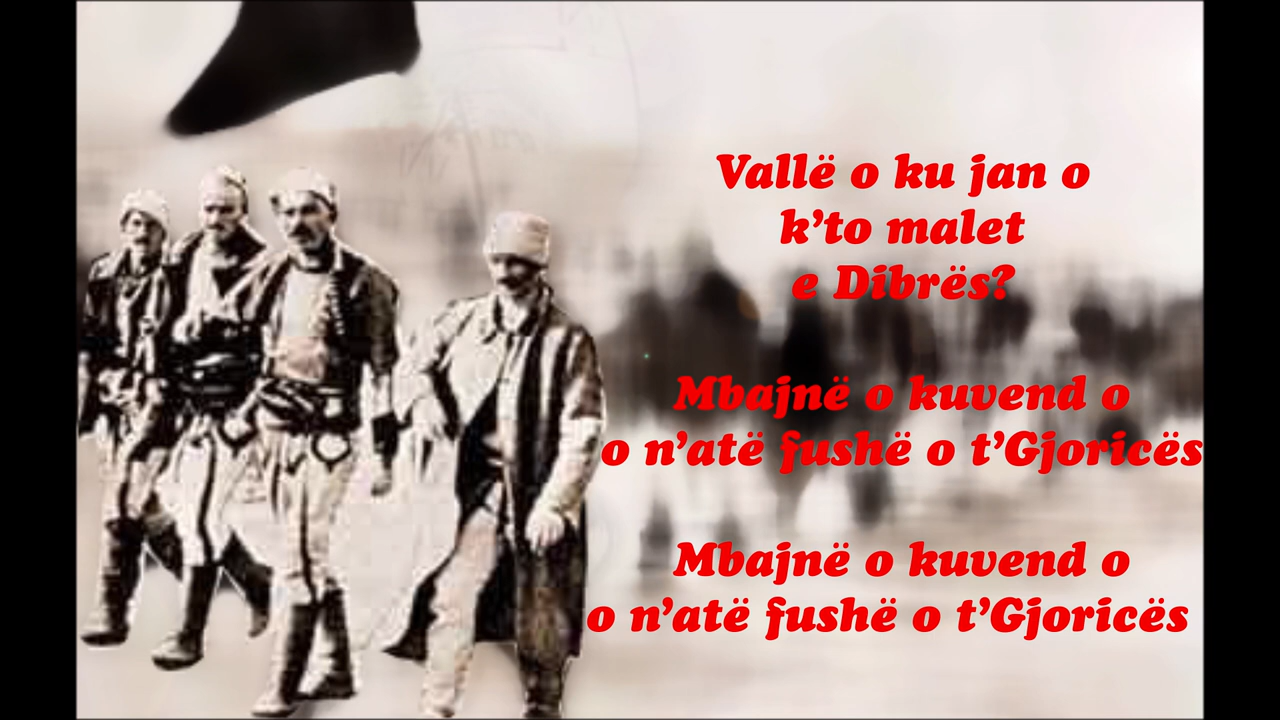 Vallë o ku jan o
k’to malet
e Dibrës?
Mbajnë o kuvend o
o n’atë fushë o t’Gjoricës
Mbajnë o kuvend o
o n’atë fushë o t’Gjoricës